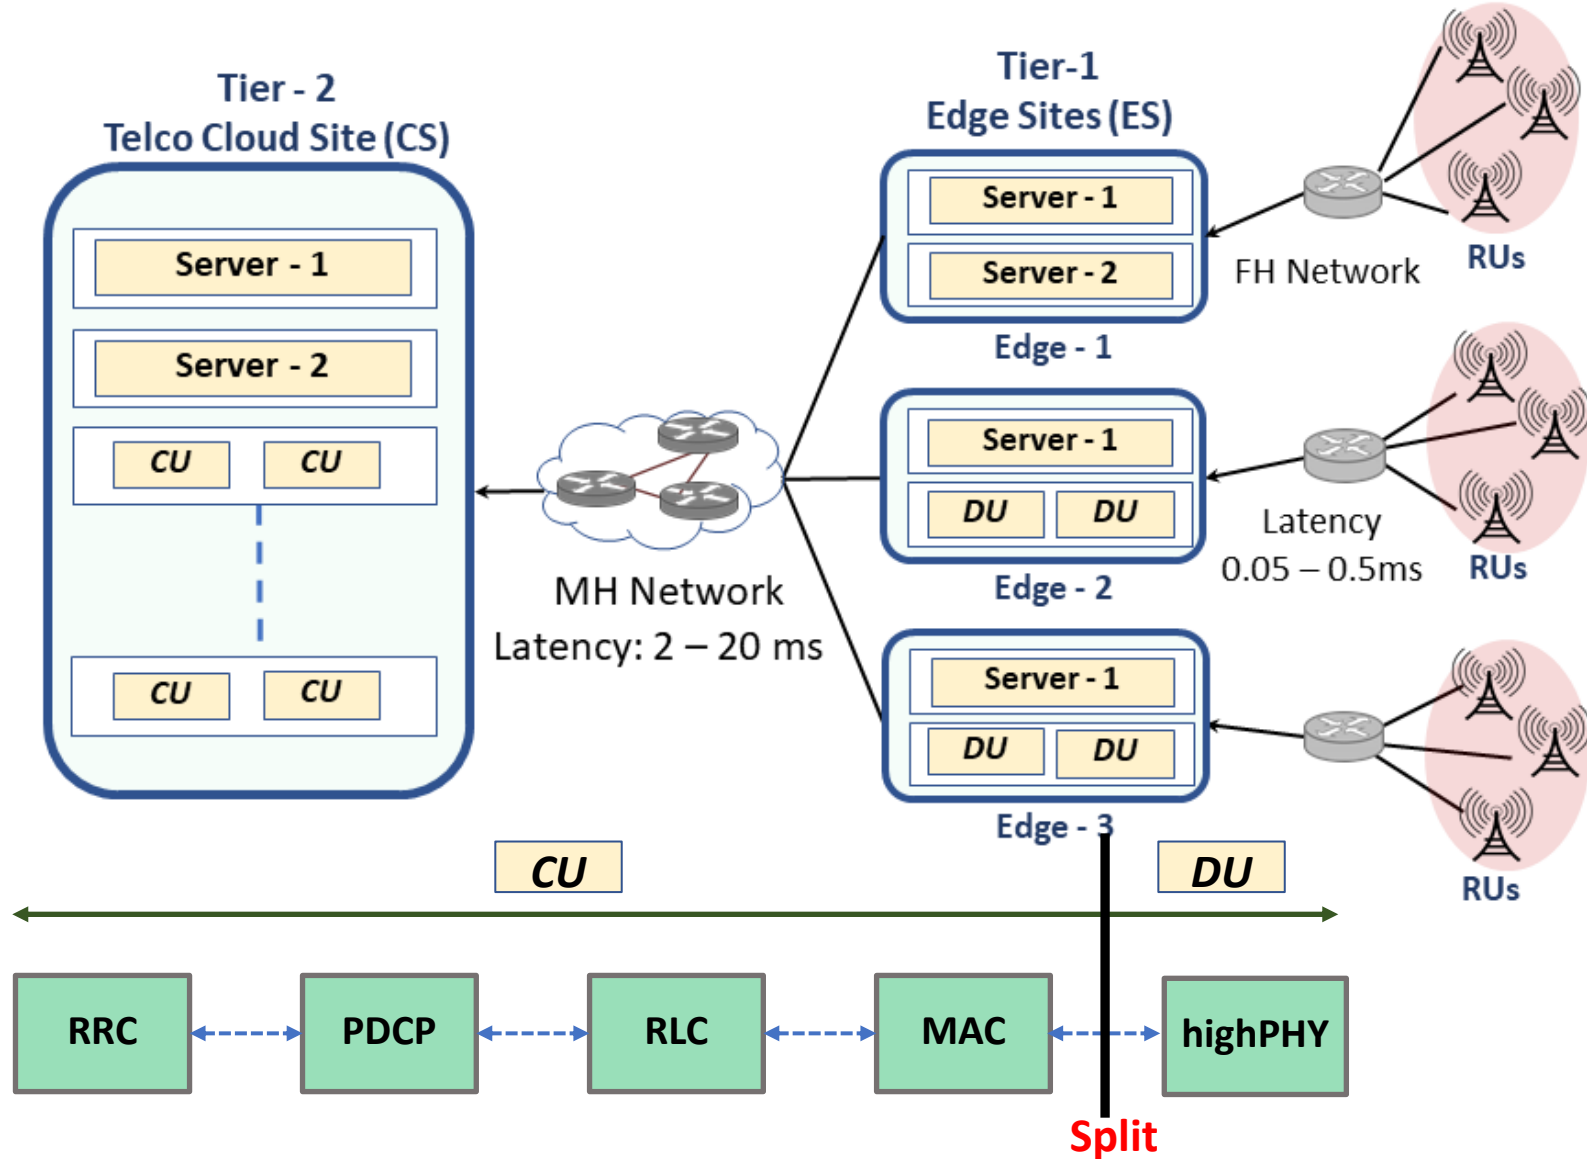 Tier - 2
Telco Cloud Site (CS)
Server - 1
Server - 2
CU CU
CU CU
MH Network
Latency: 2 – 20 ms
Tier-1
Edge Sites (ES)
Server - 1
Server - 2
Edge - 1
Server - 1
DU DU
Edge - 2
Server - 1
DU DU
Edge - 3
FH Network
RUs
Latency
0.05 – 0.5ms
RUs
RUs
CU DU
RRC PDCP RLC MAC highPHY
Split